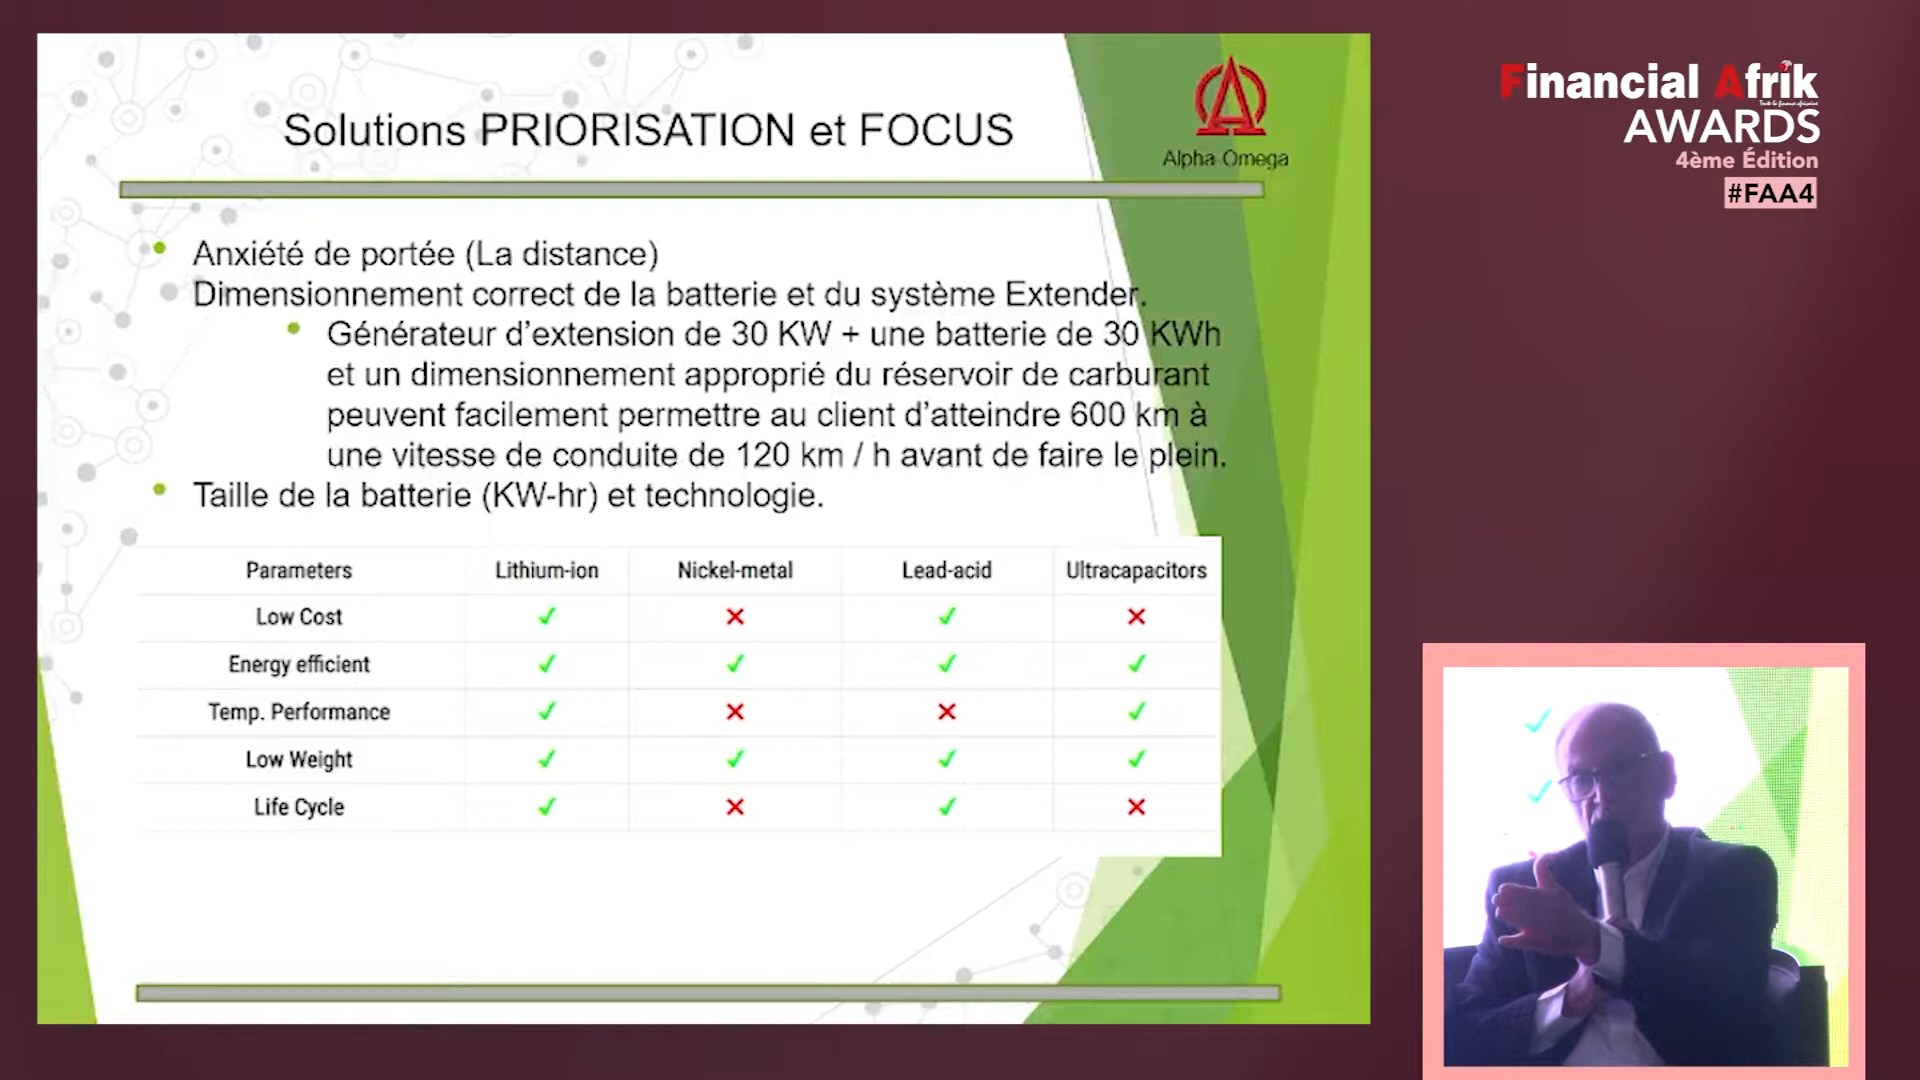 Solutions PRIORISATION et FOCUS
Alpha Omega
Financial Afrik
AWARDS
4ème Édition
#FAA4
Anxiété de portée (La distance)
Dimensionnement correct de la batterie et du système Extender.
Générateur d'extension de 30 KW + une batterie de 30 KWh
et un dimensionnement approprié du réservoir de carburant
peuvent facilement permettre au client d'atteindre 600 km à
une vitesse de conduite de 120 km / h avant de faire le plein.
Taille de la batterie (KW-hr) et technologie.
Parameters Lithium-ion Nickel-metal Lead-acid Ultracapacitors
Low Cost ✓ ✕ ✓ ✕
Energy efficient ✓ ✓ ✓ ✓
Temp. Performance ✓ ✕ ✕ ✓
Low Weight ✓ ✓ ✓ ✓
Life Cycle ✓ ✕ ✓ ✕